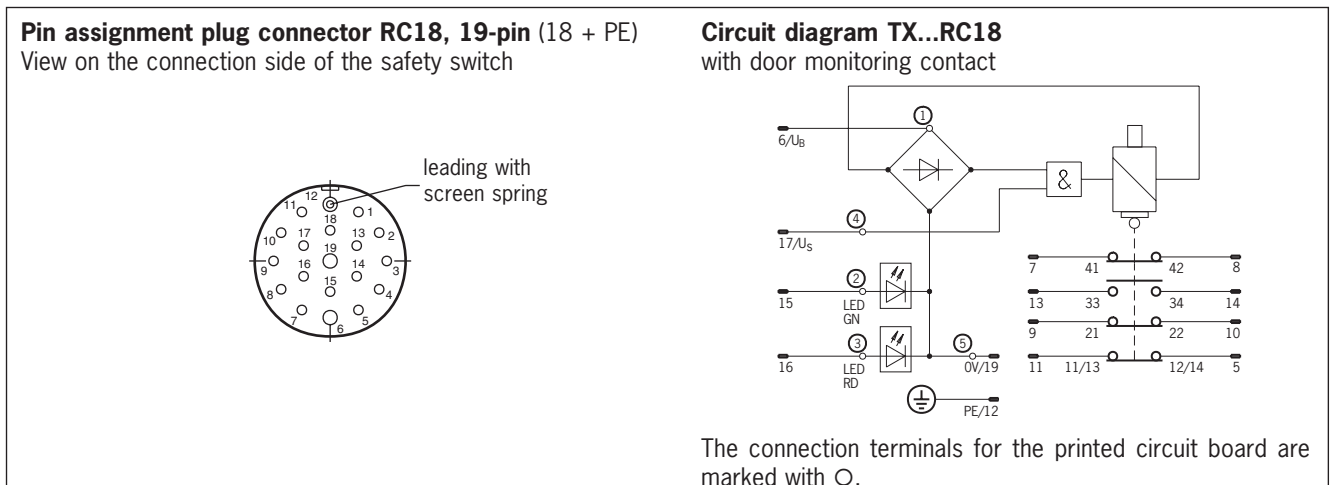 Pin assignment plug connector RC18, 19-pin (18 + PE)
View on the connection side of the safety switch
leading with
screen spring
12
11
1
18
10
17
13
2
19
9
3
16
14
15
8
4
7
6
5
Circuit diagram TX...RC18
with door monitoring contact
1
6/UB
&
4
17/US
2
15
LED
GN
3
16
LED
RD
5
0V/19
PE/12
7
41
42
8
13
33
34
14
9
21
22
10
11
11/13
12/14
5
The connection terminals for the printed circuit board are
marked with O.